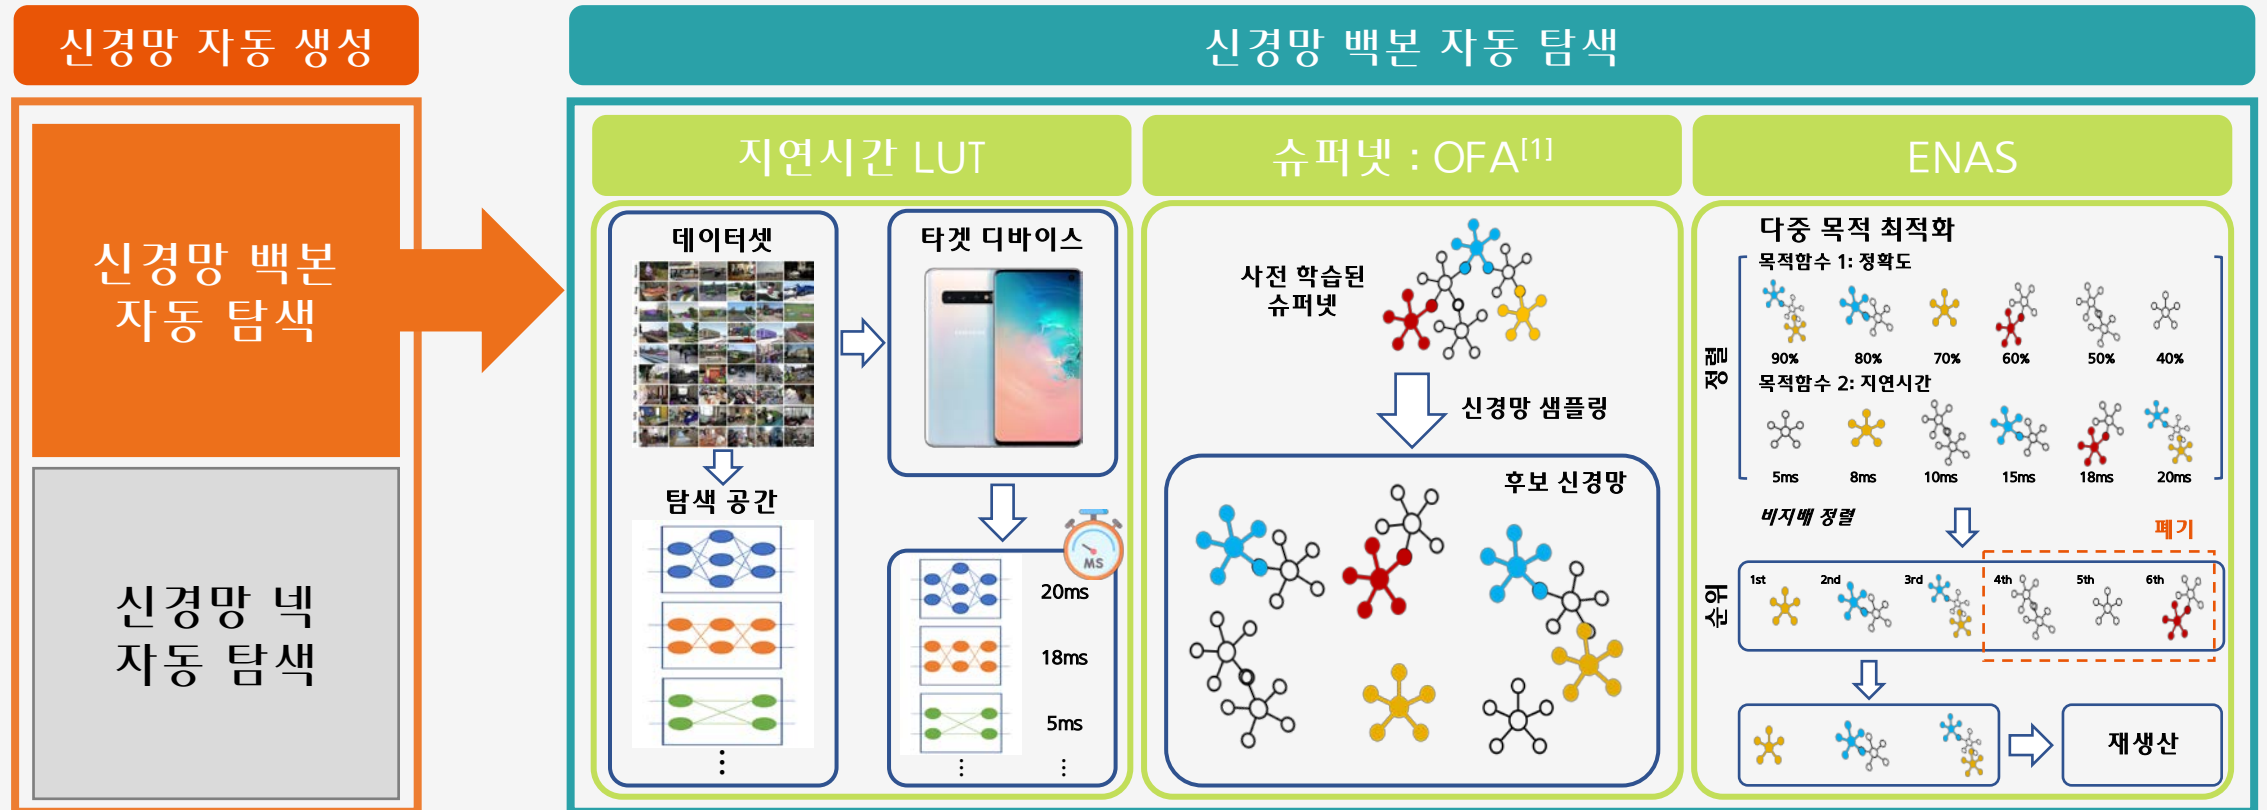 신경망 자동 생성
신경망 백본
자동 탐색
신경망 넥
자동 탐색
신경망 백본 자동 탐색
지연시간 LUT
데이터셋
탐색 공간
⋮
타겟 디바이스
SAMSUNG
MS
20ms
18ms
5ms
⋮ ⋮
슈퍼넷 : OFA[1]
사전 학습된
슈퍼넷
신경망 샘플링
후보 신경망
ENAS
다중 목적 최적화
정렬
목적함수 1: 정확도
90% 80% 70% 60% 50% 40%
목적함수 2: 지연시간
5ms 8ms 10ms 15ms 18ms 20ms
비지배 정렬
폐기
순위
1st 2nd 3rd 4th 5th 6th
재생산